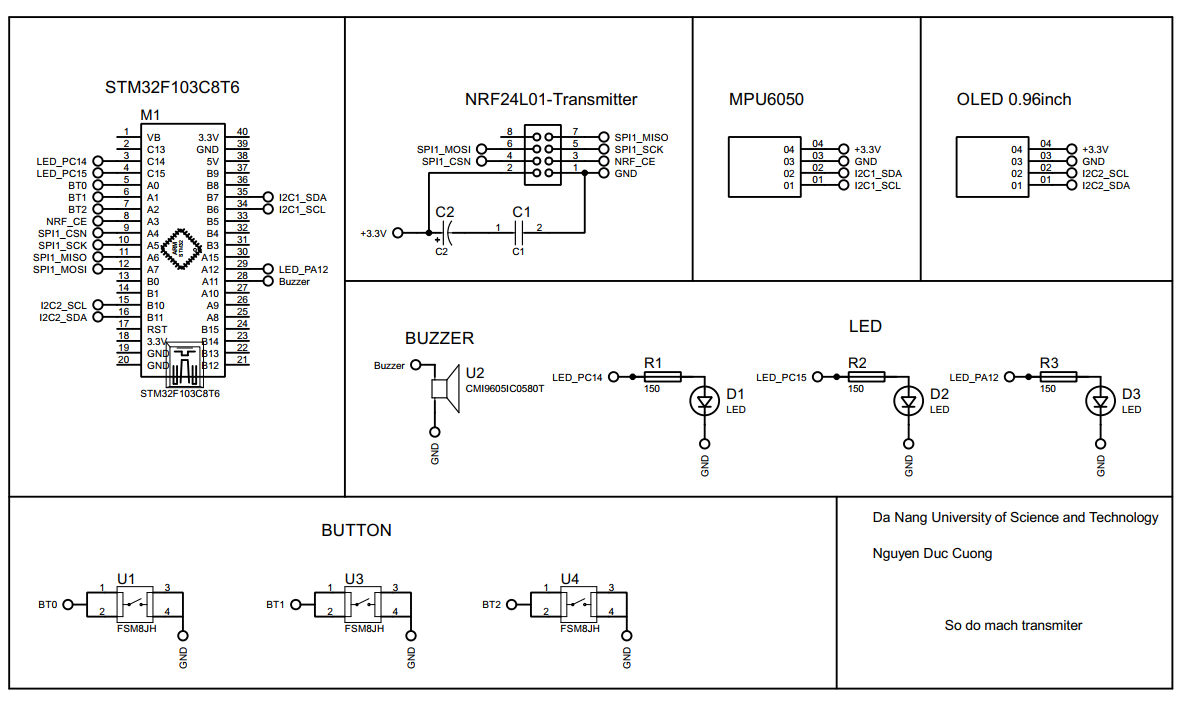 STM32F103C8T6
M1
1 VB 3.3V 40
2 C13 GND 39
LED_PC14 3 C14 5V 38
LED_PC15 4 C15 B9 37
BT0 5 A0 B8 36
BT1 6 A1 B7 35 I2C1_SDA
BT2 7 A2 B6 34 I2C1_SCL
NRF_CE 8 A3 B5 33
SPI1_CSN 9 A4 B4 32
SPI1_SCK 10 A5 B3 31
SPI1_MISO 11 A6 A15 30
SPI1_MOSI 12 A7 A12 29 LED_PA12
13 B0 A11 28 Buzzer
14 B1 A10 27
I2C2_SCL 15 B10 A9 26
I2C2_SDA 16 B11 A8 25
17 RST B15 24
18 3.3V B14 23
19 GND B13 22
20 GND B12 21
ARM
STM32
STM32F103C8T6
NRF24L01-Transmitter
8 7 SPI1_MISO
SPI1_MOSI 6 5 SPI1_SCK
SPI1_CSN 4 3 NRF_CE
2 1 GND
C2 C1
+3.3V + 1 2
C2 C1
MPU6050
04 04 +3.3V
03 03 GND
02 02 I2C1_SDA
01 01 I2C1_SCL
OLED 0.96inch
04 04 +3.3V
03 03 GND
02 02 I2C2_SCL
01 01 I2C2_SDA
BUZZER
Buzzer
U2
CMI9605IC0580T
GND
LED
LED_PC14 R1
150
D1
LED
GND
LED_PC15 R2
150
D2
LED
GND
LED_PA12 R3
150
D3
LED
GND
BUTTON
U1
BT0 1 3
2 4
FSM8JH
GND
U3
BT1 1 3
2 4
FSM8JH
GND
U4
BT2 1 3
2 4
FSM8JH
GND
Da Nang University of Science and Technology
Nguyen Duc Cuong
So do mach transmiter